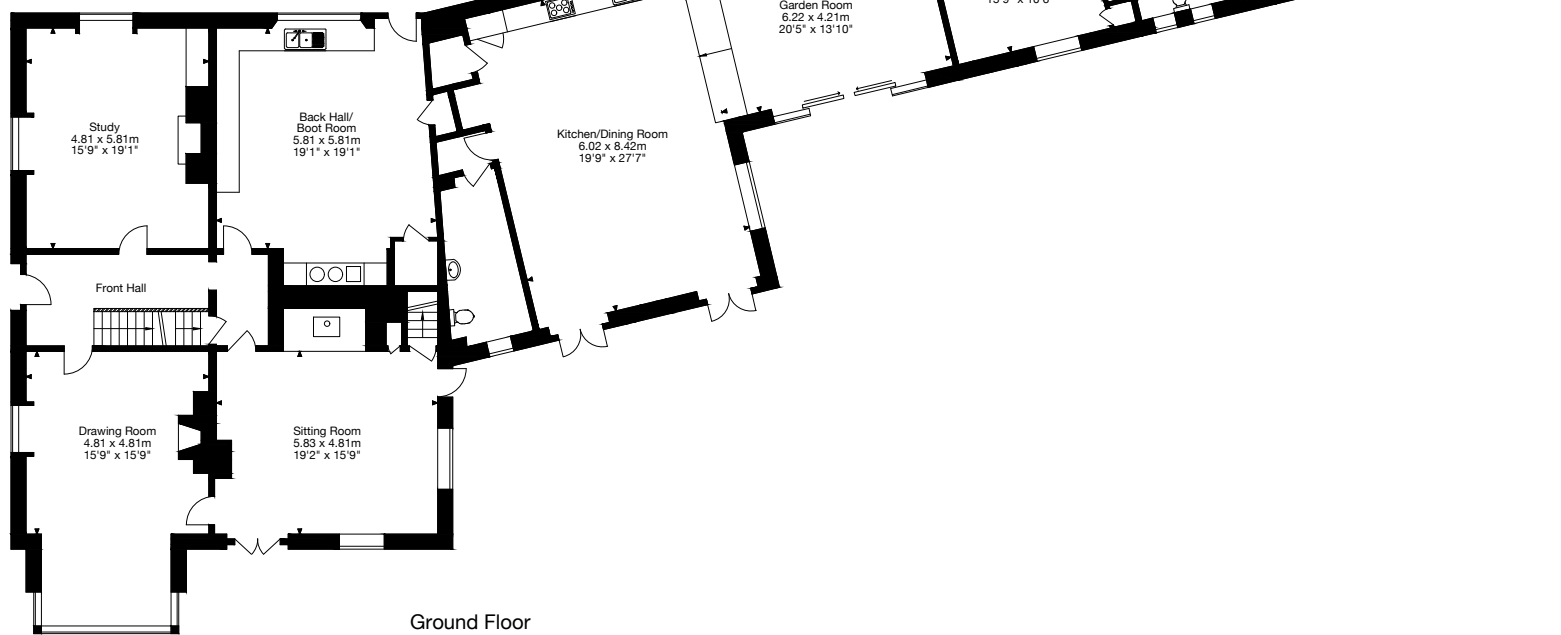 Garden Room
6.22 x 4.21m
20'5" x 13'10"
Study
4.81 x 5.81m
15'9" x 19'1"
Back Hall/
Boot Room
5.81 x 5.81m
19'1" x 19'1"
Kitchen/Dining Room
6.02 x 8.42m
19'9" x 27'7"
Front Hall
Drawing Room
4.81 x 4.81m
15'9" x 15'9"
Sitting Room
5.83 x 4.81m
19'2" x 15'9"
Ground Floor